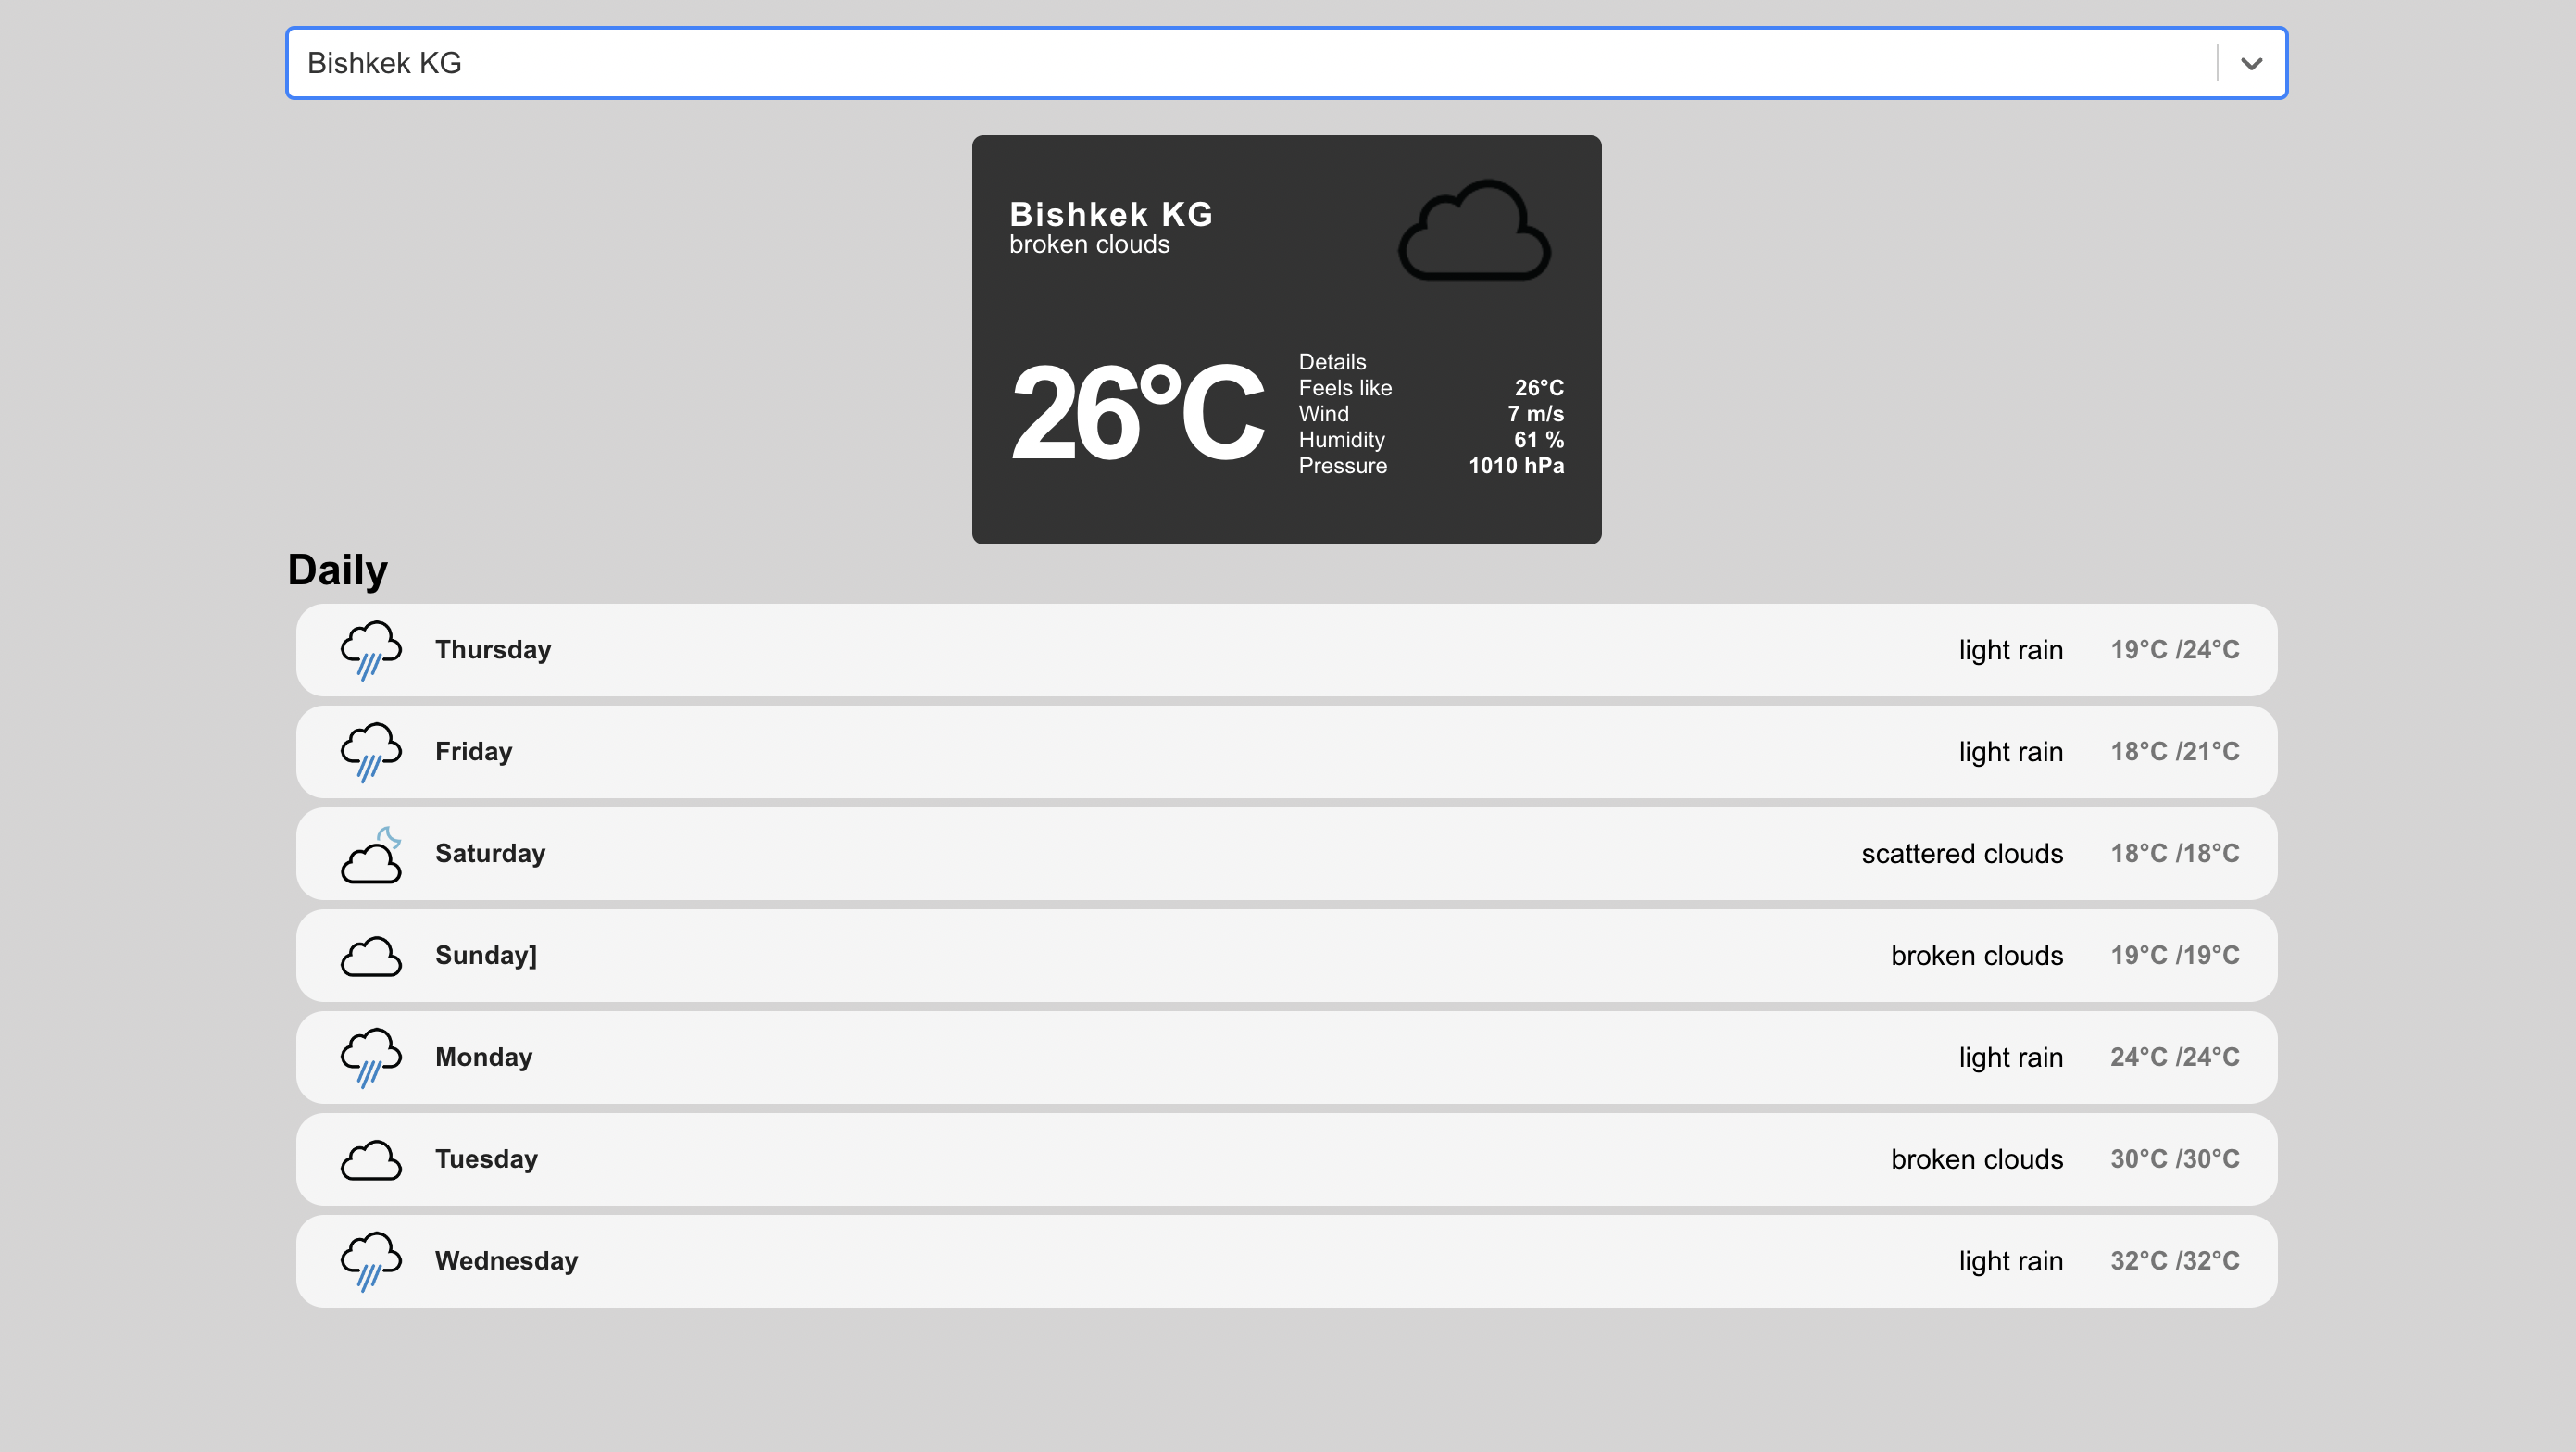 Bishkek KG
Bishkek KG
broken clouds
26°C
Details
Feels like 26°C
Wind 7 m/s
Humidity 61 %
Pressure 1010 hPa
Daily
Thursday light rain 19°C /24°C
Friday light rain 18°C /21°C
Saturday scattered clouds 18°C /18°C
Sunday] broken clouds 19°C /19°C
Monday light rain 24°C /24°C
Tuesday broken clouds 30°C /30°C
Wednesday light rain 32°C /32°C